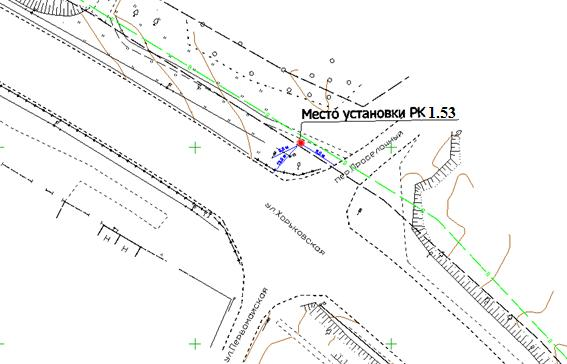 Место установки РК 1.53
пер.Проселочный
ул.Харьковская
ул.Первомайская
Н Н